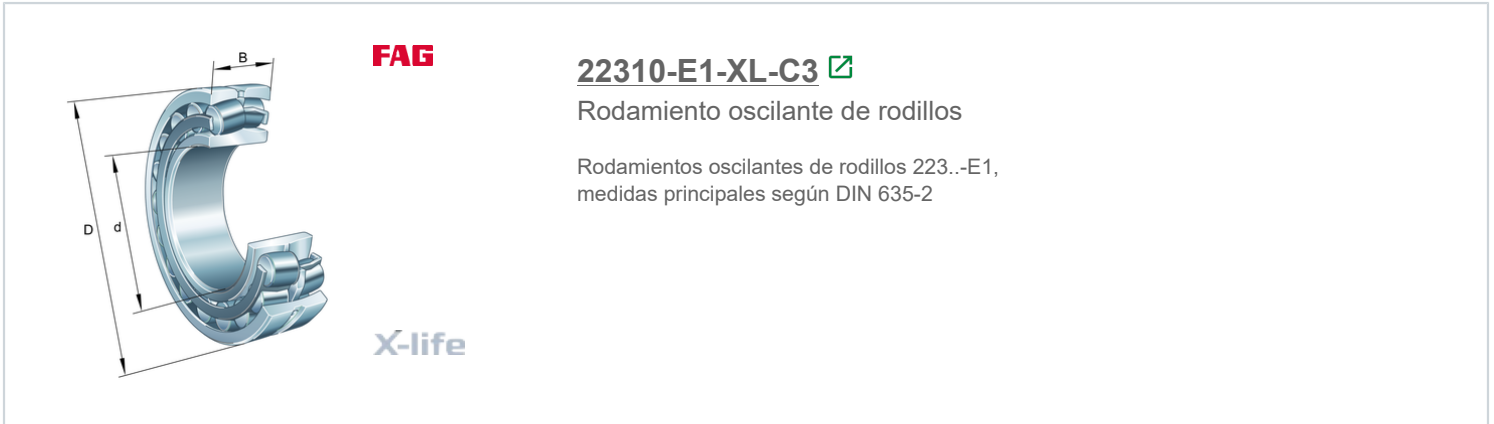 FAG
B
D
d
X-life
22310-E1-XL-C3
Rodamiento oscilante de rodillos
Rodamientos oscilantes de rodillos 223..-E1,
medidas principales según DIN 635-2